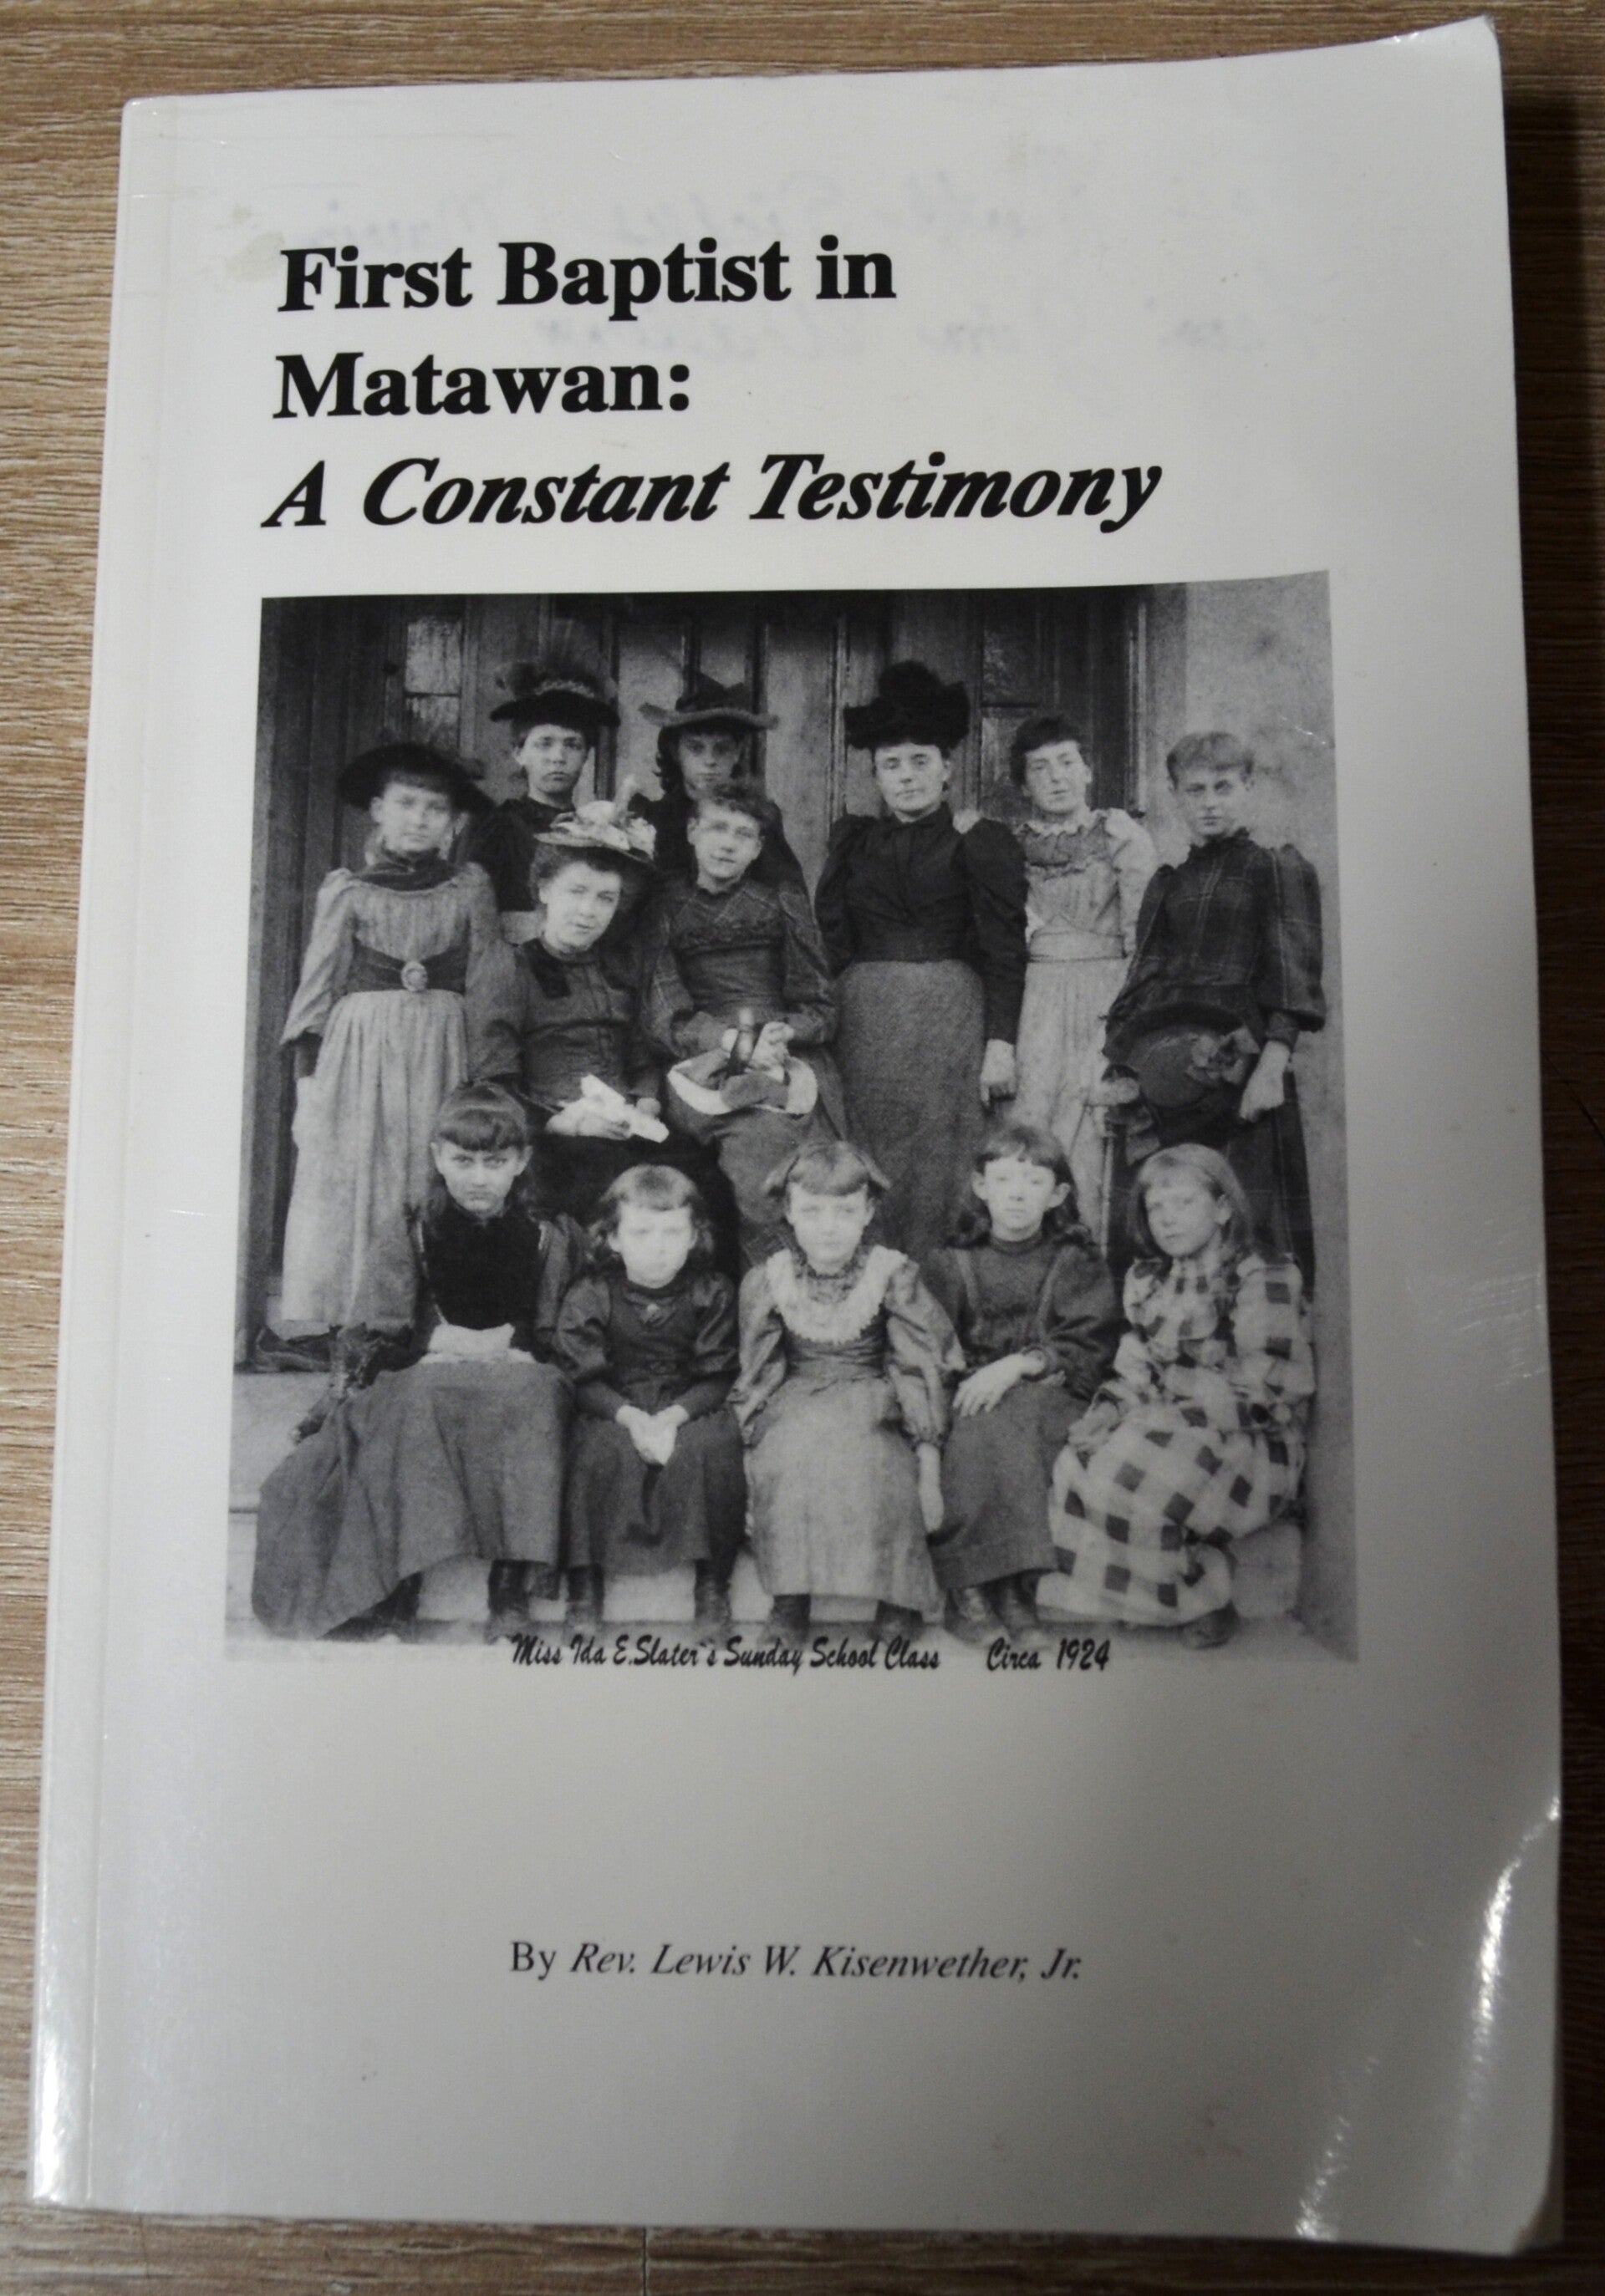 First Baptist in
Matawan:
A Constant Testimony
Miss Ida E.Slater's Sunday School Class Circa 1924
By Rev. Lewis W. Kisenwether, Jr.